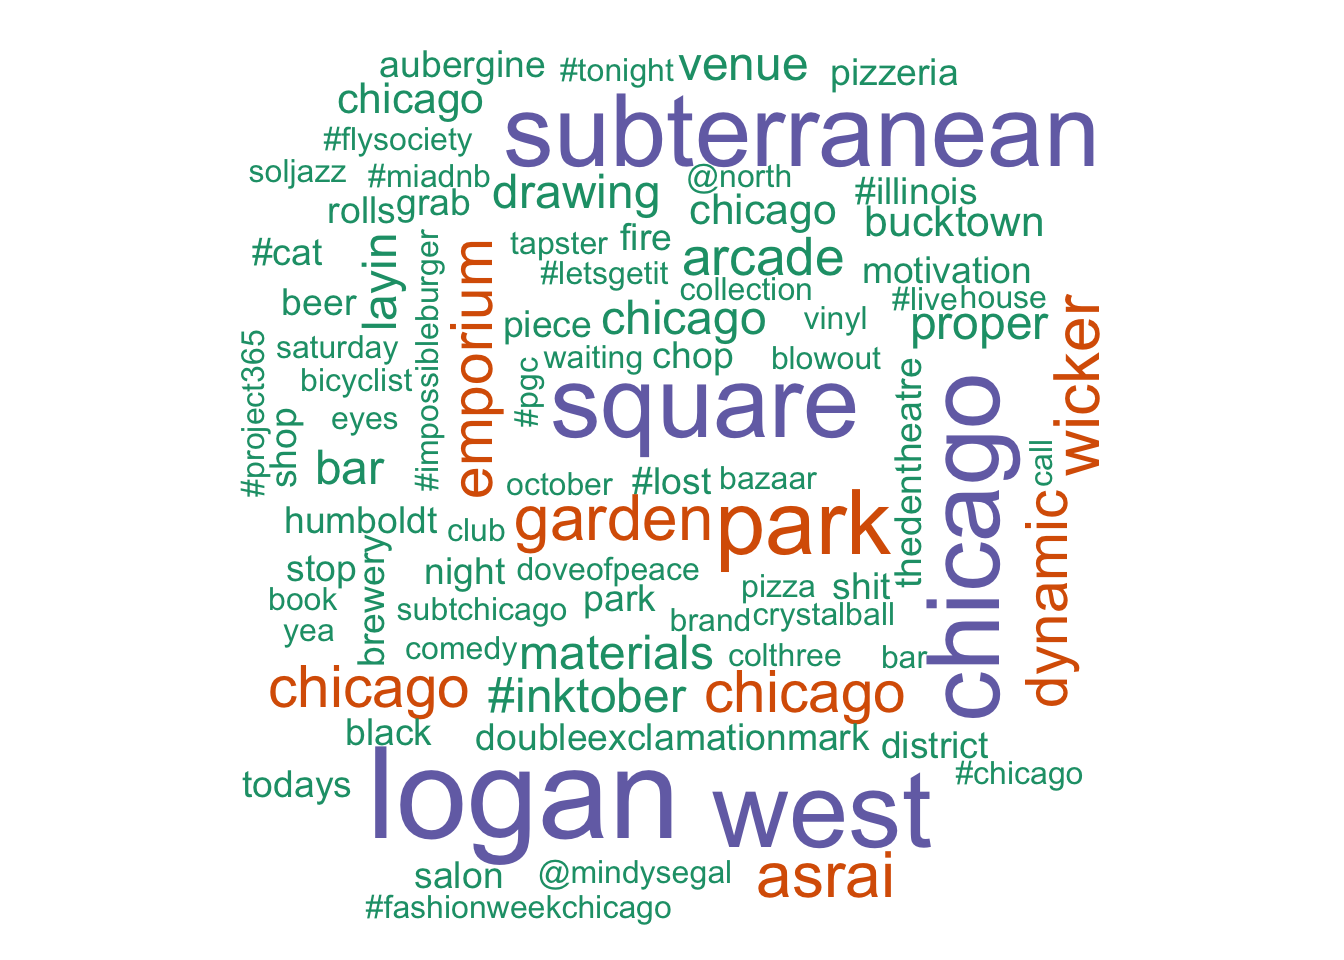 aubergine #tonight venue pizzeria
chicago
subterranean
#flysociety
soljazz #miadnb drawing @north #illinois
rolls grab chicago bucktown
#cat layin emporium tapster fire arcade motivation
#letsgetit collection
beer #impossibleburger piece chicago vinyl #live house
proper wicker
#project365 saturday waiting chop blowout
bicyclist #pgc square thedentheatre chicago
shop eyes
bar october #lost bazaar call
humboldt club garden park dynamic
stop brewery night doveofpeace pizza shit
book subtchicago park brand crystalball
yea comedy materials colthree bar
chicago #inktober chicago
black doubleexclamationmark district
todays logan west #chicago
salon @mindysegal asrai
#fashionweekchicago